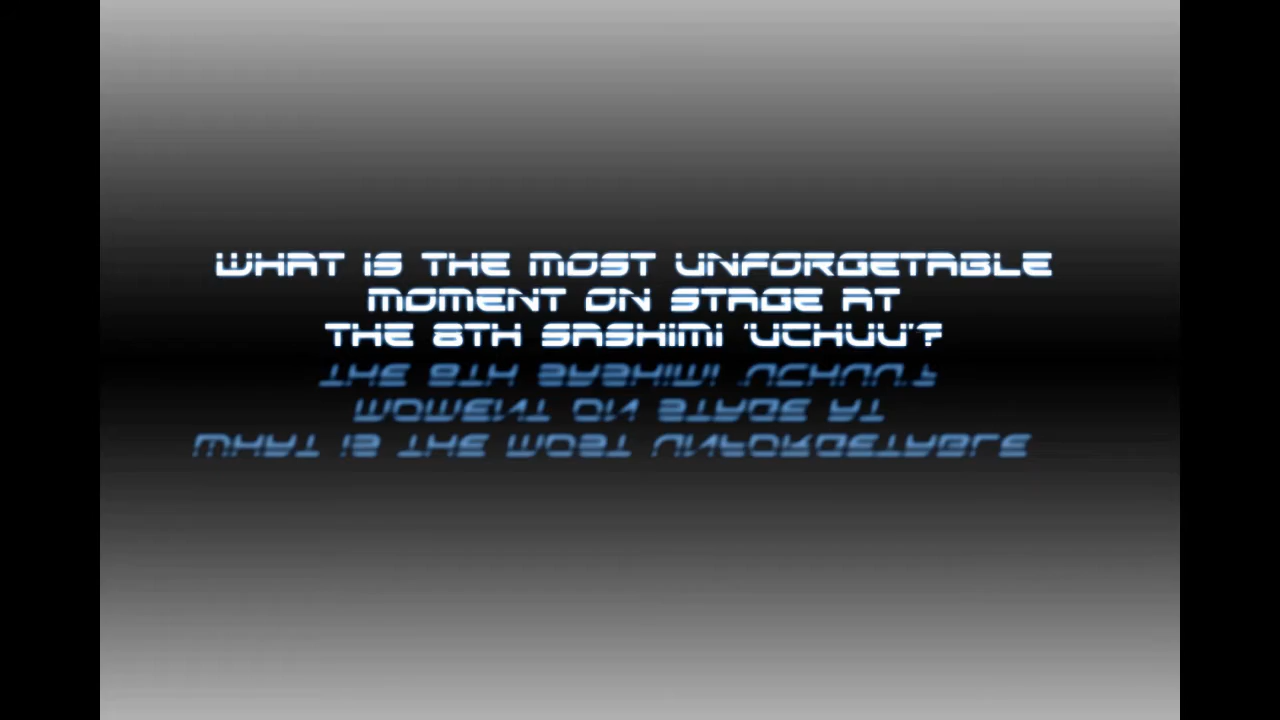 WHAT IS THE MOST UNFORGETABLE
MOMENT ON STAGE AT
THE 8TH SASHIMI 'UCHUU'?